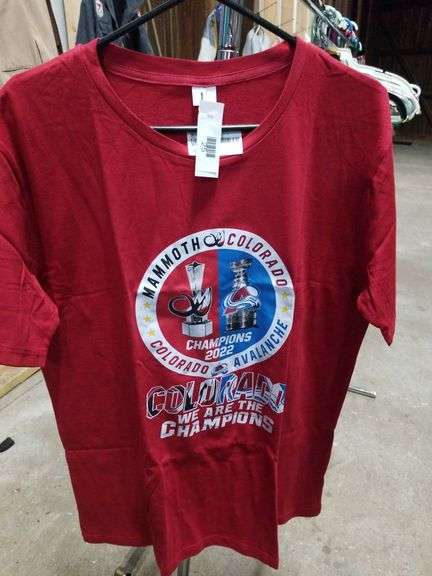 MAMMOTH COLORADO
CHAMPIONS
2022
COLORADO AVALANCHE
COLORADO
WE ARE THE
CHAMPIONS